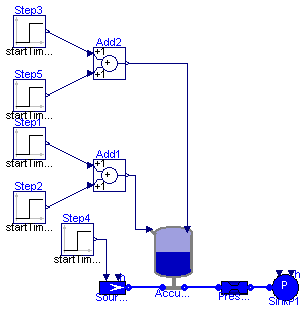 Step3
startTim...
Add2
+1
+
+1
Step5
startTim...
Step1
startTim...
Add1
+1
+
+1
Step2
startTim...
Step4
startTim...
h
Sour...
Accu...
Pres...
P
h
SinkP1